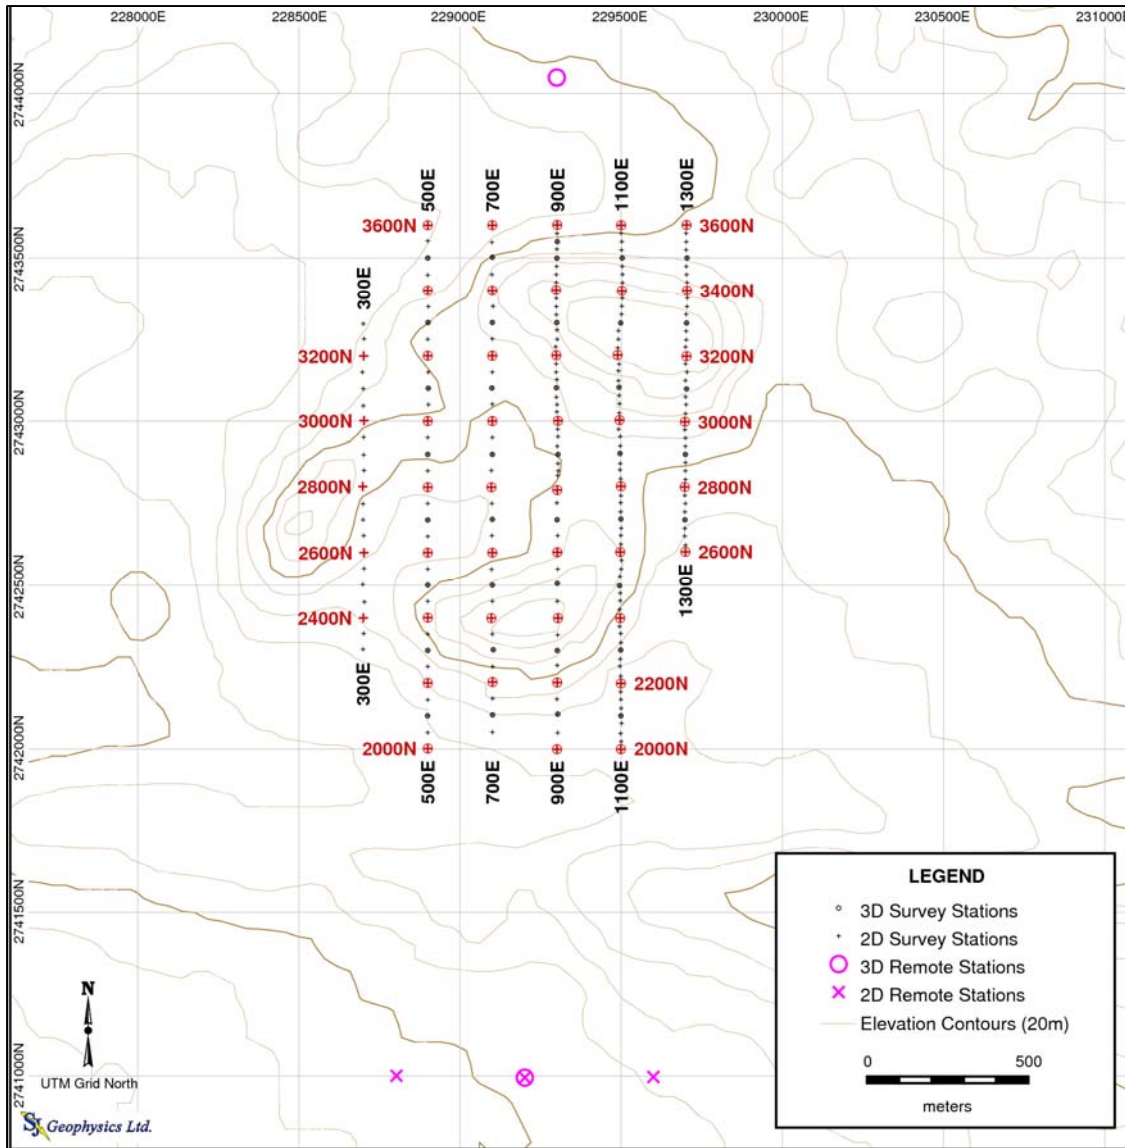 228000E 228500E 229000E 229500E 230000E 230500E 231000E
2744000N
500E 700E 900E 1100E 1300E
3600N 3600N
2743500N
300E
3400N
3200N 3200N
2743000N
3000N 3000N
2800N 2800N
2600N 2600N
2742500N
1300E
2400N
300E
2200N
2742000N
2000N 2000N
500E 700E 900E 1100E
LEGEND
2741500N
3D Survey Stations
2D Survey Stations
3D Remote Stations
2D Remote Stations
Elevation Contours (20m)
N
0 500
2741000N
UTM Grid North
meters
SJ Geophysics Ltd.